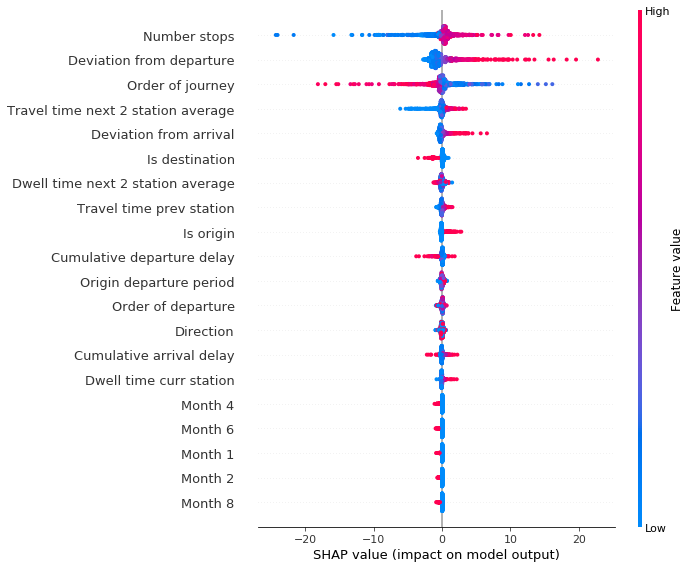 High
Number stops
Deviation from departure
Order of journey
Travel time next 2 station average
Deviation from arrival
Is destination
Dwell time next 2 station average
Travel time prev station
Is origin
Cumulative departure delay
Origin departure period
Order of departure
Direction
Cumulative arrival delay
Dwell time curr station
Month 4
Month 6
Month 1
Month 2
Month 8
Feature value
Low
−20 −10 0 10 20
SHAP value (impact on model output)